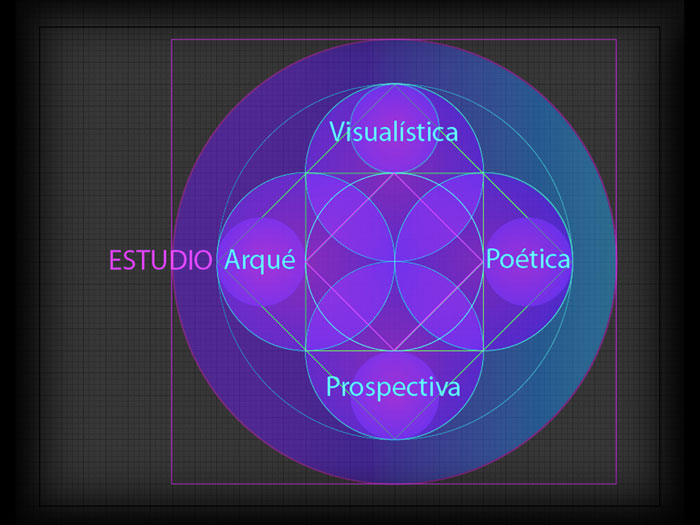 Visualística
ESTUDIO Arqué
Poética
Prospectiva